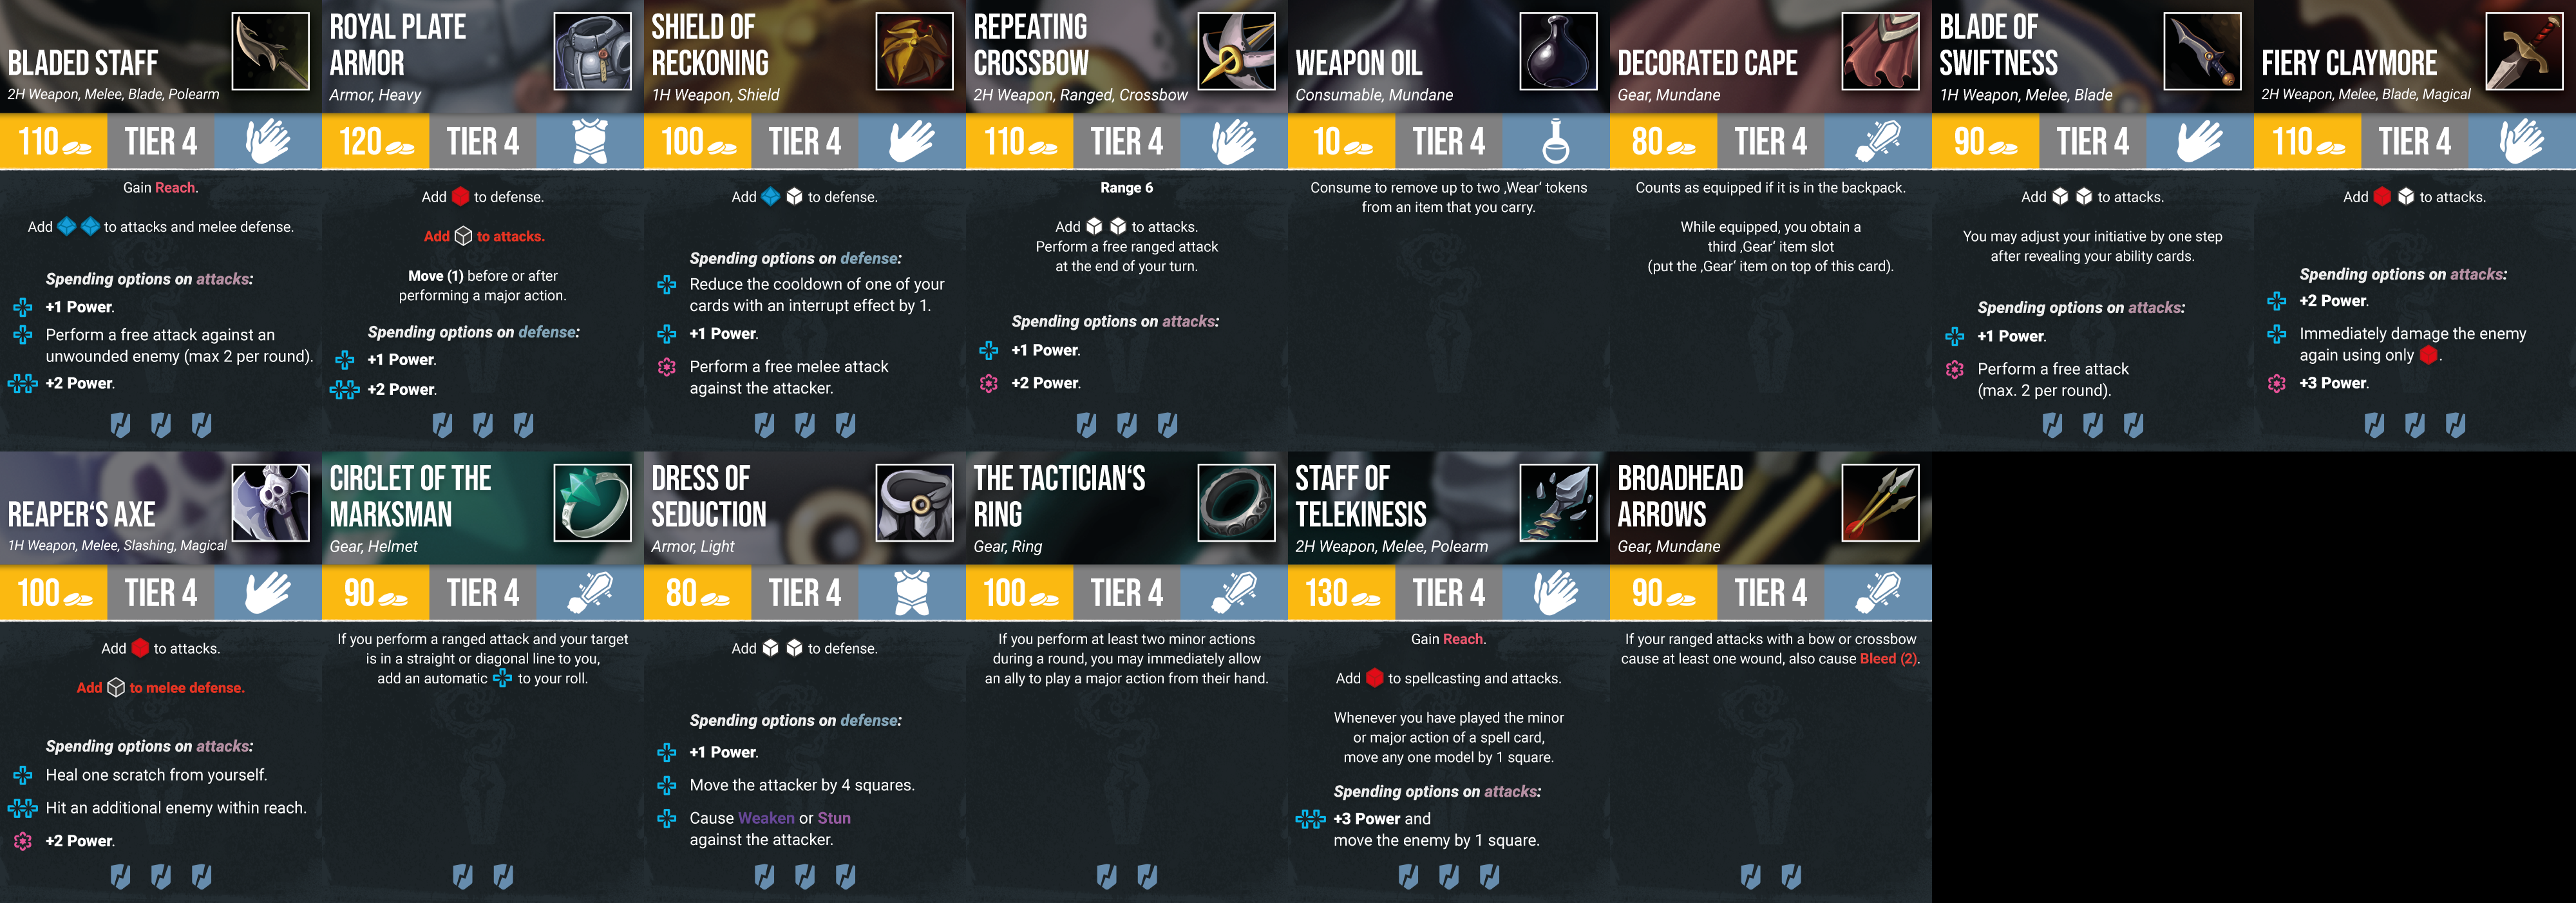 BLADED STAFF
2H Weapon, Melee, Blade, Polearm
110
TIER 4
Gain Reach.
Add to attacks and melee defense.
Spending options on attacks:
+1 Power.
Perform a free attack against an
unwounded enemy (max 2 per round).
+2 Power.
ROYAL PLATE
ARMOR
Armor, Heavy
120
TIER 4
Add to defense.
Add to attacks.
Move (1) before or after
performing a major action.
Spending options on defense:
+1 Power.
+2 Power.
SHIELD OF
RECKONING
1H Weapon, Shield
100
TIER 4
Add to defense.
Spending options on defense:
Reduce the cooldown of one of your
cards with an interrupt effect by 1.
+1 Power.
Perform a free melee attack
against the attacker.
REPEATING
CROSSBOW
2H Weapon, Ranged, Crossbow
110
TIER 4
Range 6
Add to attacks.
Perform a free ranged attack
at the end of your turn.
Spending options on attacks:
+1 Power.
+2 Power.
WEAPON OIL
Consumable, Mundane
10
TIER 4
Consume to remove up to two ‚Wear‘ tokens
from an item that you carry.
DECORATED CAPE
Gear, Mundane
80
TIER 4
Counts as equipped if it is in the backpack.
While equipped, you obtain a
third ‚Gear‘ item slot
(put the ‚Gear‘ item on top of this card).
BLADE OF
SWIFTNESS
1H Weapon, Melee, Blade
90
TIER 4
Add to attacks.
You may adjust your initiative by one step
after revealing your ability cards.
Spending options on attacks:
+1 Power.
Perform a free attack
(max. 2 per round).
FIERY CLAYMORE
2H Weapon, Melee, Blade, Magical
110
TIER 4
Add to attacks.
Spending options on attacks:
+2 Power.
Immediately damage the enemy
again using only .
+3 Power.
REAPER‘S AXE
1H Weapon, Melee, Slashing, Magical
100
TIER 4
Add to attacks.
Add to melee defense.
Spending options on attacks:
Heal one scratch from yourself.
Hit an additional enemy within reach.
+2 Power.
CIRCLET OF THE
MARKSMAN
Gear, Helmet
90
TIER 4
If you perform a ranged attack and your target
is in a straight or diagonal line to you,
add an automatic to your roll.
DRESS OF
SEDUCTION
Armor, Light
80
TIER 4
Add to defense.
Spending options on defense:
+1 Power.
Move the attacker by 4 squares.
Cause Weaken or Stun
against the attacker.
THE TACTICIAN‘S
RING
Gear, Ring
100
TIER 4
If you perform at least two minor actions
during a round, you may immediately allow
an ally to play a major action from their hand.
STAFF OF
TELEKINESIS
2H Weapon, Melee, Polearm
130
TIER 4
Gain Reach.
Add to spellcasting and attacks.
Whenever you have played the minor
or major action of a spell card,
move any one model by 1 square.
Spending options on attacks:
+3 Power and
move the enemy by 1 square.
BROADHEAD
ARROWS
Gear, Mundane
90
TIER 4
If your ranged attacks with a bow or crossbow
cause at least one wound, also cause Bleed (2).